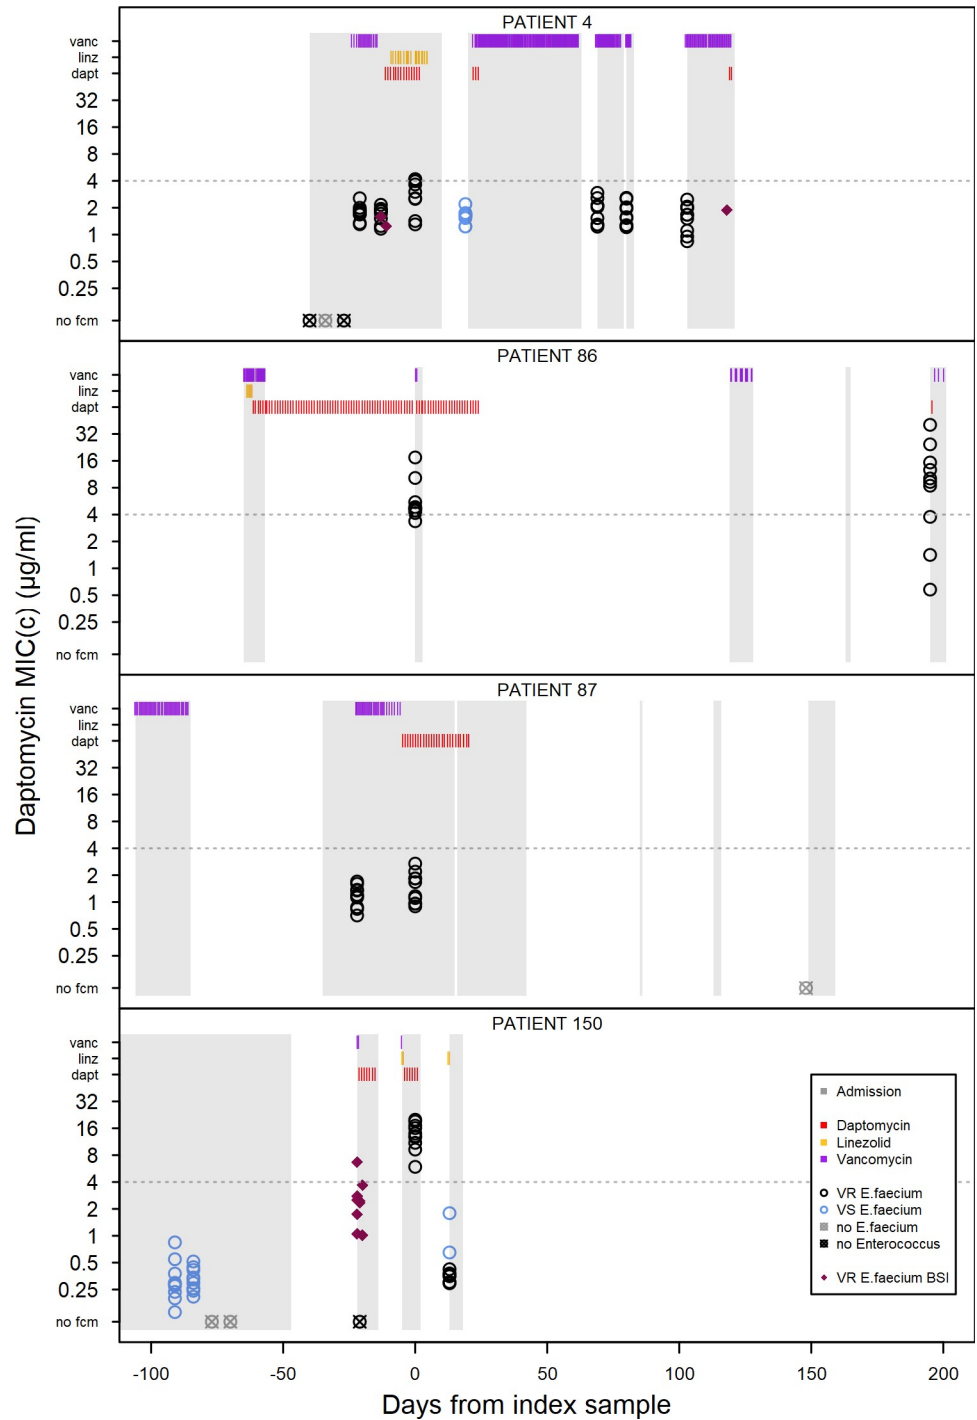 PATIENT 4
vanc
linz
dapt
32
16
8
4
2
1
0.5
0.25
no fcm
PATIENT 86
vanc
linz
dapt
32
16
8
4
2
1
0.5
0.25
no fcm
PATIENT 87
vanc
linz
dapt
32
16
8
4
2
1
0.5
0.25
no fcm
PATIENT 150
vanc
linz
dapt
32
16
8
4
2
1
0.5
0.25
no fcm
Admission
Daptomycin
Linezolid
Vancomycin
VR E.faecium
VS E.faecium
no E.faecium
no Enterococcus
VR E.faecium BSI
-100 -50 0 50 100 150 200
Days from index sample
Daptomycin MIC(c) (μg/ml)